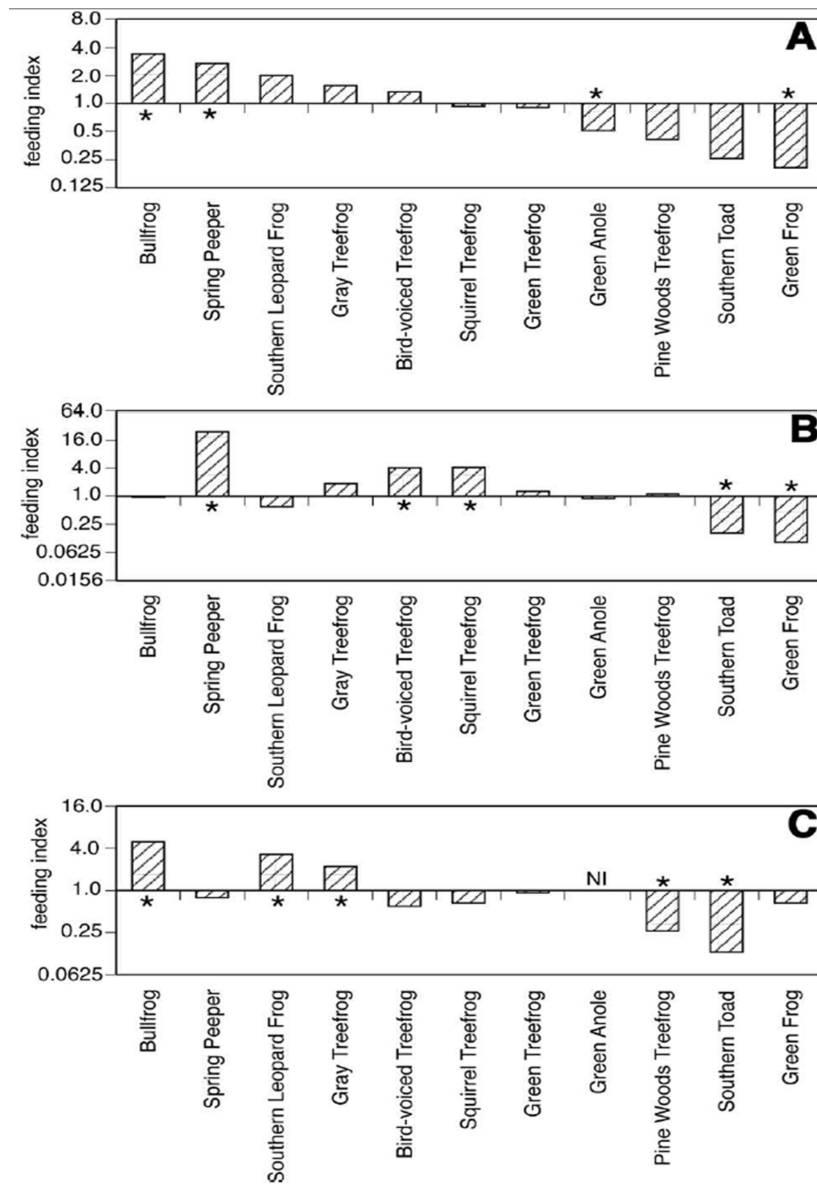 A
8.0
4.0
2.0
1.0
0.5
0.25
0.125
feeding index
* * * *
Bullfrog
Spring Peeper
Southern Leopard Frog
Gray Treefrog
Bird-voiced Treefrog
Squirrel Treefrog
Green Treefrog
Green Anole
Pine Woods Treefrog
Southern Toad
Green Frog
B
64.0
16.0
4.0
1.0
0.25
0.0625
0.0156
feeding index
* * * * *
Bullfrog
Spring Peeper
Southern Leopard Frog
Gray Treefrog
Bird-voiced Treefrog
Squirrel Treefrog
Green Treefrog
Green Anole
Pine Woods Treefrog
Southern Toad
Green Frog
C
16.0
4.0
1.0
0.25
0.0625
feeding index
* * * NI * *
Bullfrog
Spring Peeper
Southern Leopard Frog
Gray Treefrog
Bird-voiced Treefrog
Squirrel Treefrog
Green Treefrog
Green Anole
Pine Woods Treefrog
Southern Toad
Green Frog